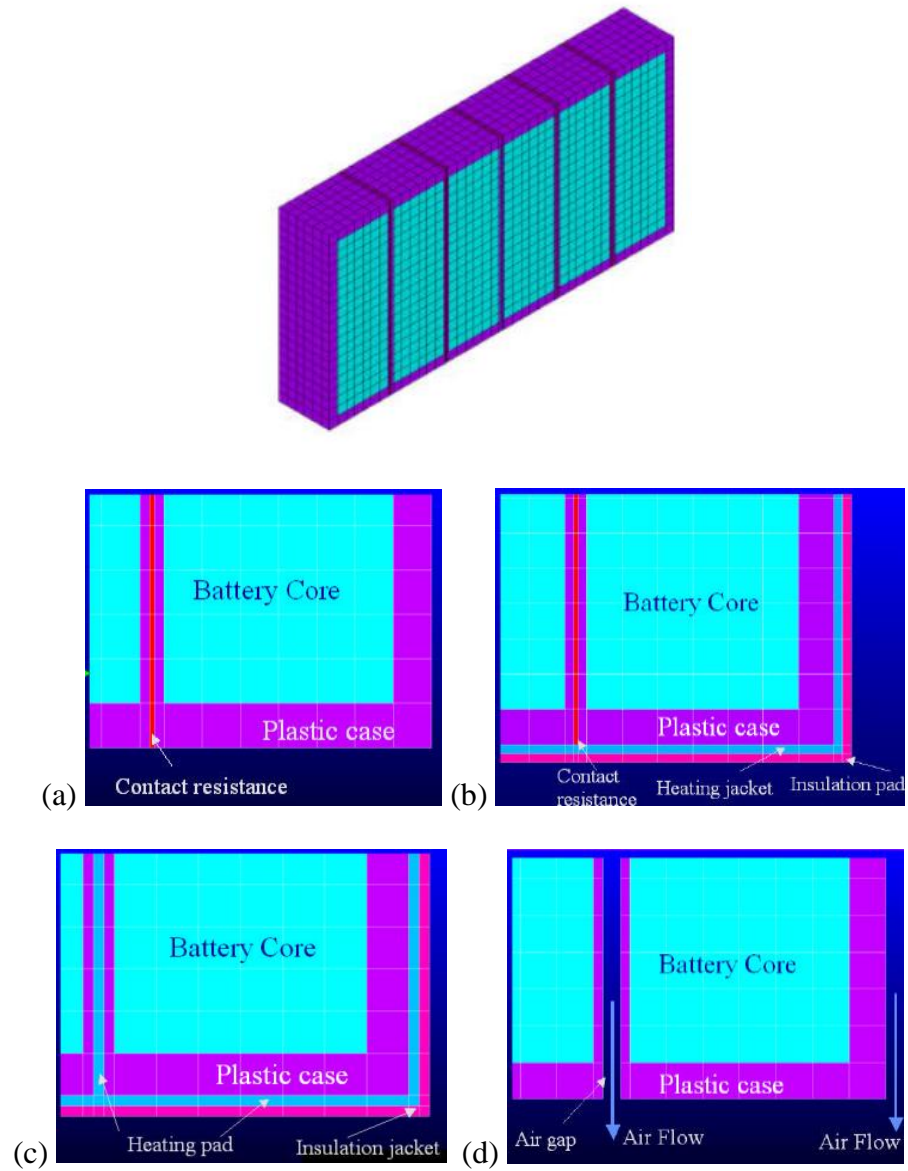 Battery Core
Plastic case
Contact resistance
(a)
Battery Core
Plastic case
Contact
resistance
Heating jacket
Insulation pad
(b)
Battery Core
Plastic case
Heating pad
Insulation jacket
(c)
Battery Core
Plastic case
Air gap
Air Flow
Air Flow
(d)